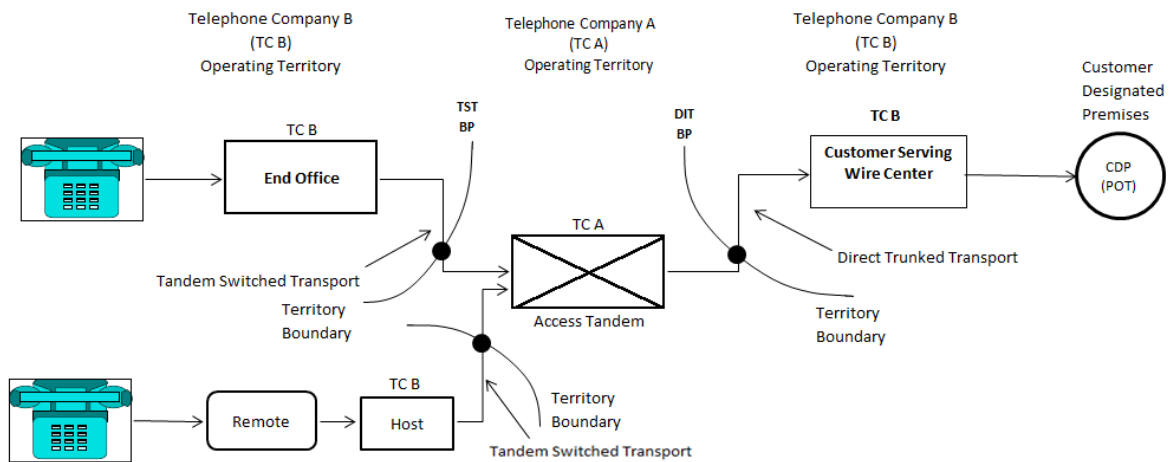 Telephone Company B
(TC B)
Operating Territory
Telephone Company A
(TC A)
Operating Territory
Telephone Company B
(TC B)
Operating Territory
Customer
Designated
Premises
TST
BP
DIT
BP
TC B
End Office
TC B
Customer Serving
Wire Center
CDP
(POT)
TC A
Tandem Switched Transport
Direct Trunked Transport
Territory
Boundary
Access Tandem
Territory
Boundary
TC B
Remote
Host
Territory
Boundary
Tandem Switched Transport